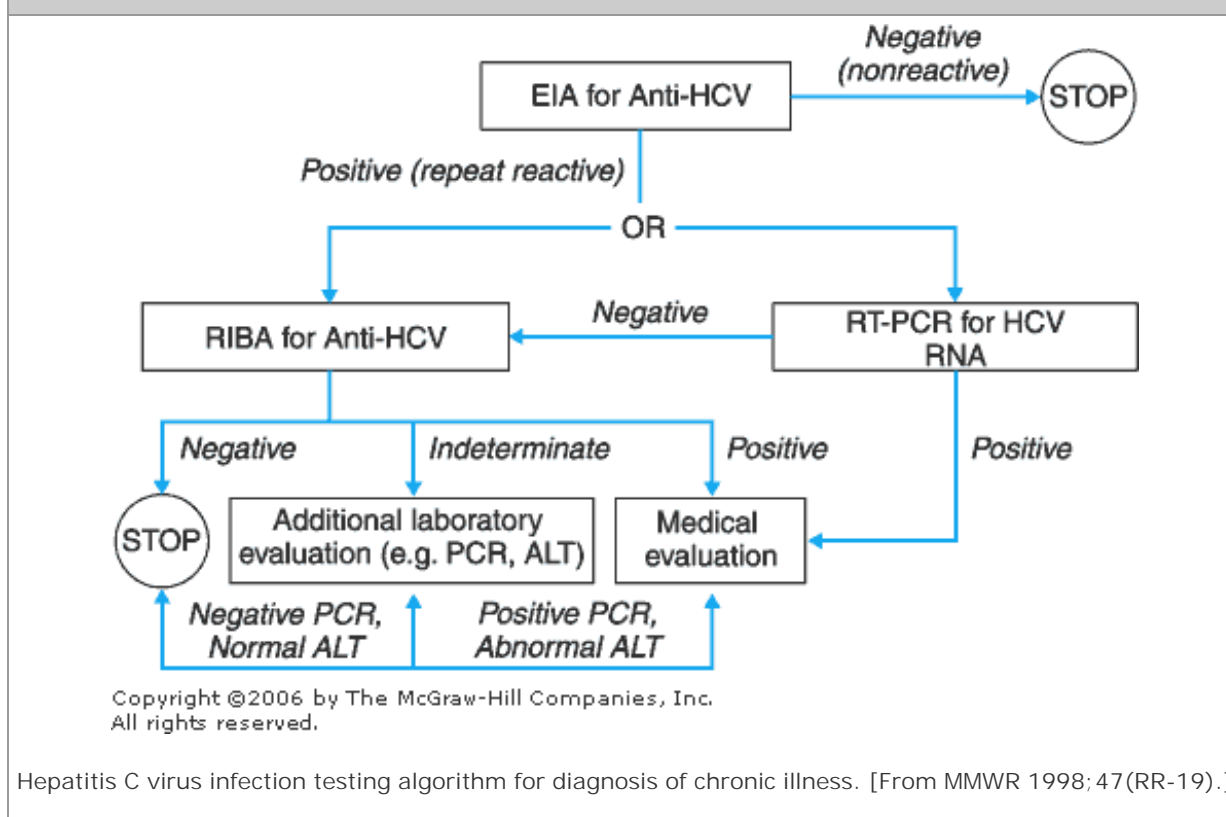 Negative
(nonreactive)
EIA for Anti-HCV
STOP
Positive (repeat reactive)
OR
RIBA for Anti-HCV
Negative
RT-PCR for HCV
RNA
Negative
Indeterminate
Positive
Positive
STOP
Additional laboratory
evaluation (e.g. PCR, ALT)
Medical
evaluation
Negative PCR,
Normal ALT
Positive PCR,
Abnormal ALT
Copyright ©2006 by The McGraw-Hill Companies, Inc.
All rights reserved.
Hepatitis C virus infection testing algorithm for diagnosis of chronic illness. [From MMWR 1998;47(RR-19).]